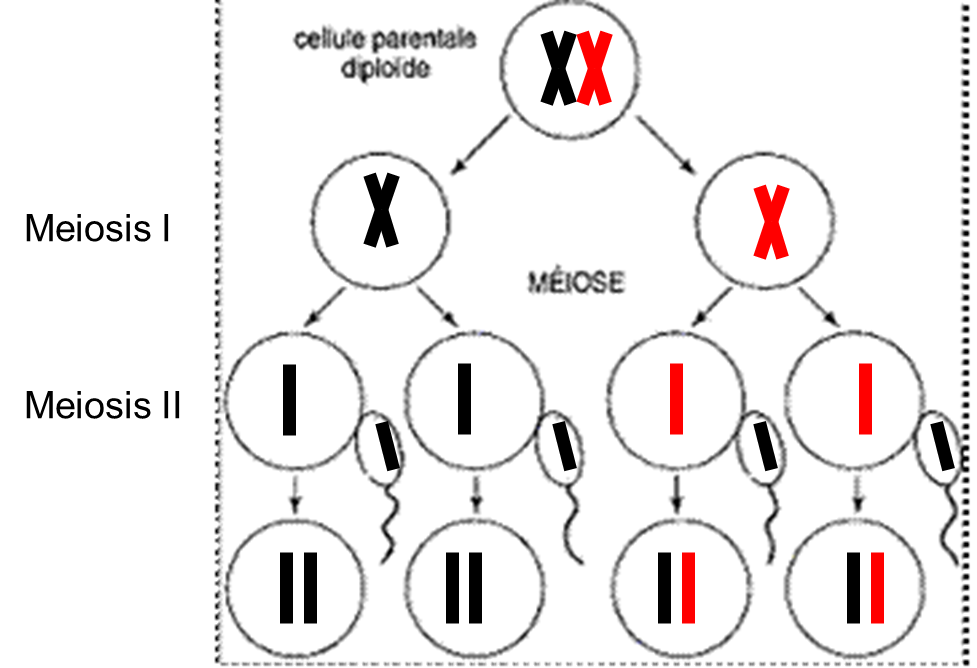 cellule parentale
diploïde
Meiosis I
MÉIOSE
Meiosis II